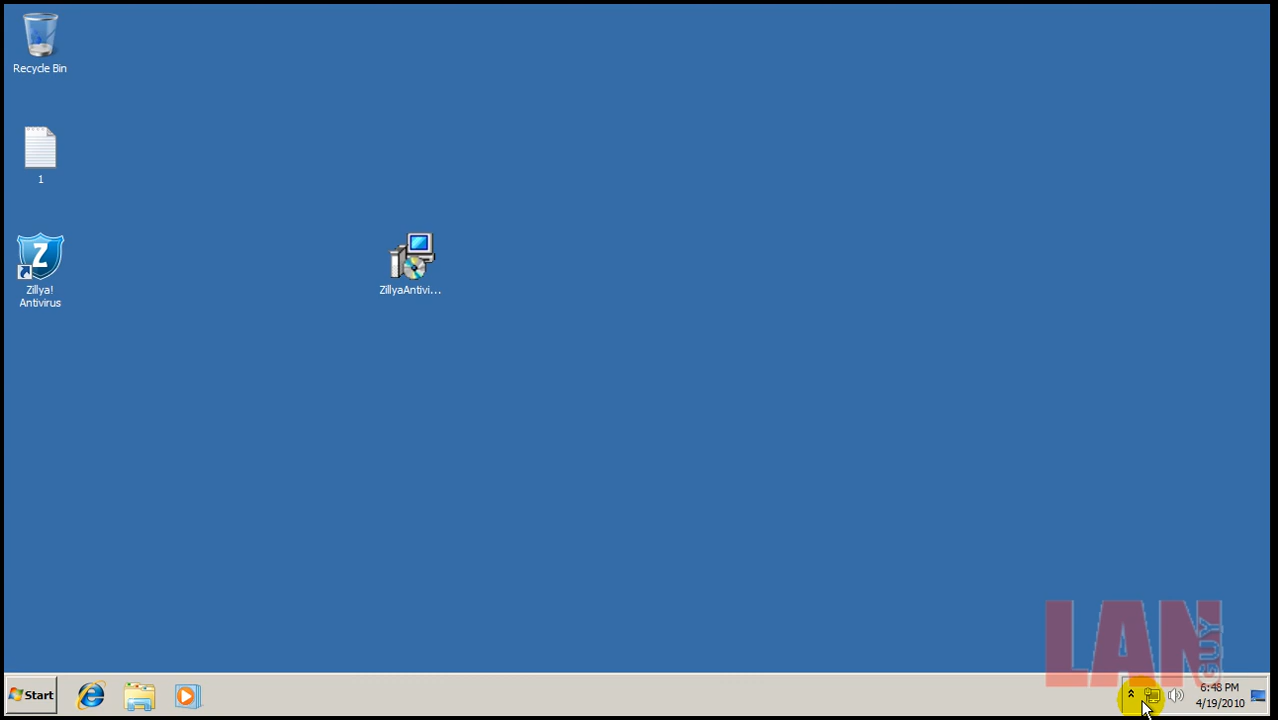 Recycle Bin
1
Z
Zillya!
Antivirus
ZillyaAntivi...
LAN
GUY
Start
6:48 PM
4/19/2010